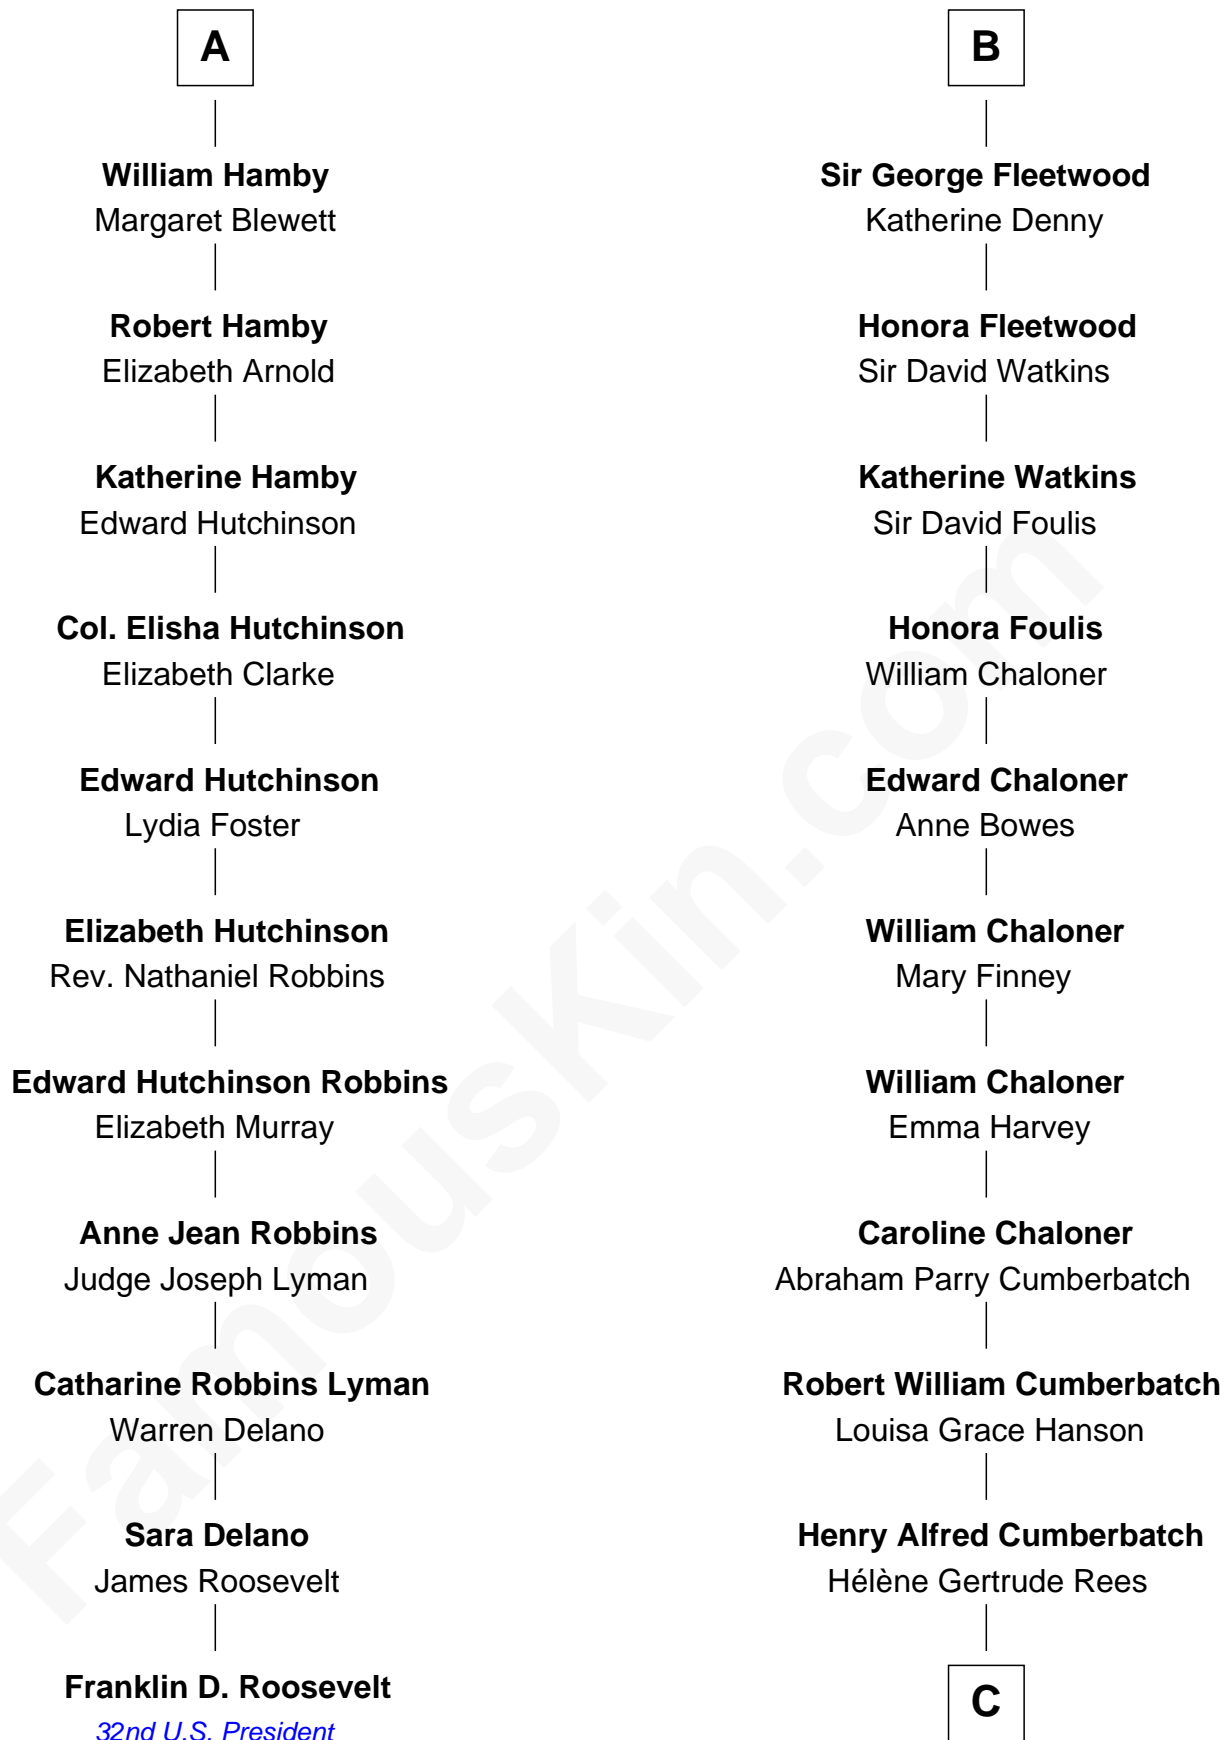 A
William Hamby
Margaret Blewett
Robert Hamby
Elizabeth Arnold
Katherine Hamby
Edward Hutchinson
Col. Elisha Hutchinson
Elizabeth Clarke
Edward Hutchinson
Lydia Foster
Elizabeth Hutchinson
Rev. Nathaniel Robbins
Edward Hutchinson Robbins
Elizabeth Murray
Anne Jean Robbins
Judge Joseph Lyman
Catharine Robbins Lyman
Warren Delano
Sara Delano
James Roosevelt
Franklin D. Roosevelt
32nd U.S. President
B
Sir George Fleetwood
Katherine Denny
Honora Fleetwood
Sir David Watkins
Katherine Watkins
Sir David Foulis
Honora Foulis
William Chaloner
Edward Chaloner
Anne Bowes
William Chaloner
Mary Finney
William Chaloner
Emma Harvey
Caroline Chaloner
Abraham Parry Cumberbatch
Robert William Cumberbatch
Louisa Grace Hanson
Henry Alfred Cumberbatch
Hélène Gertrude Rees
C
FamousKin.com